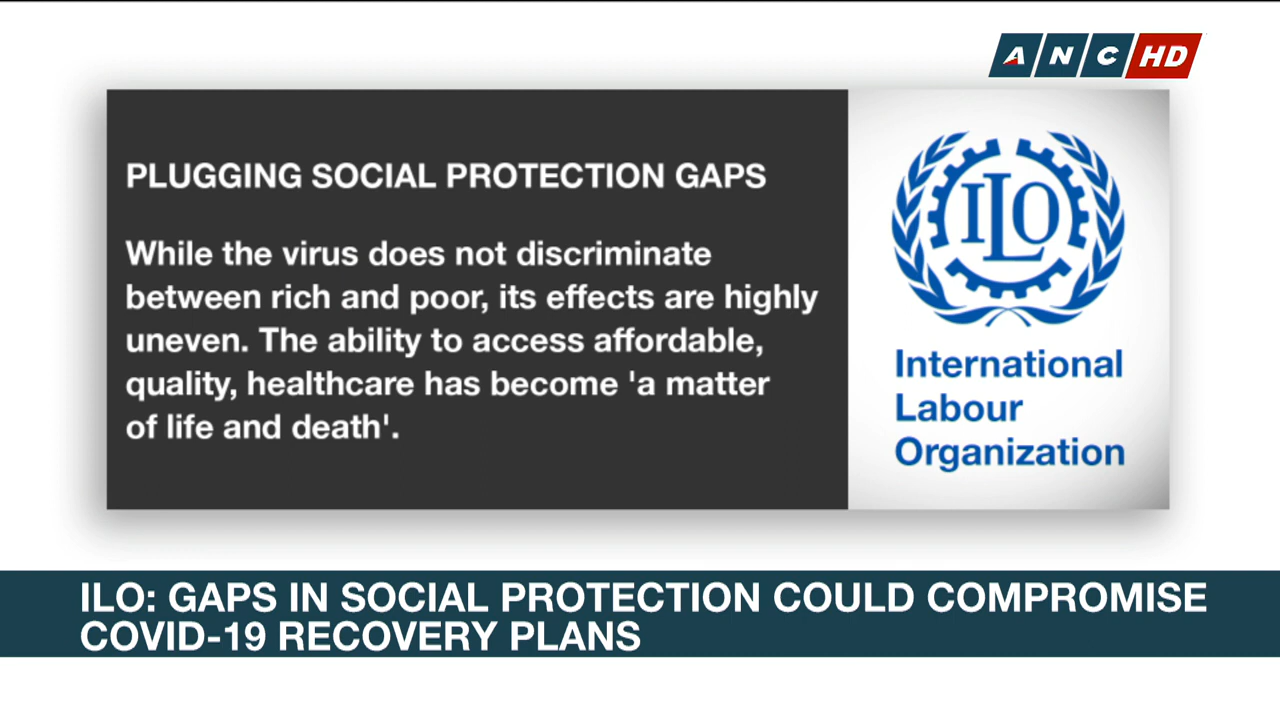 ANC HD
PLUGGING SOCIAL PROTECTION GAPS
While the virus does not discriminate
between rich and poor, its effects are highly
uneven. The ability to access affordable,
quality, healthcare has become 'a matter
of life and death'.
ILO
International
Labour
Organization
ILO: GAPS IN SOCIAL PROTECTION COULD COMPROMISE
COVID-19 RECOVERY PLANS